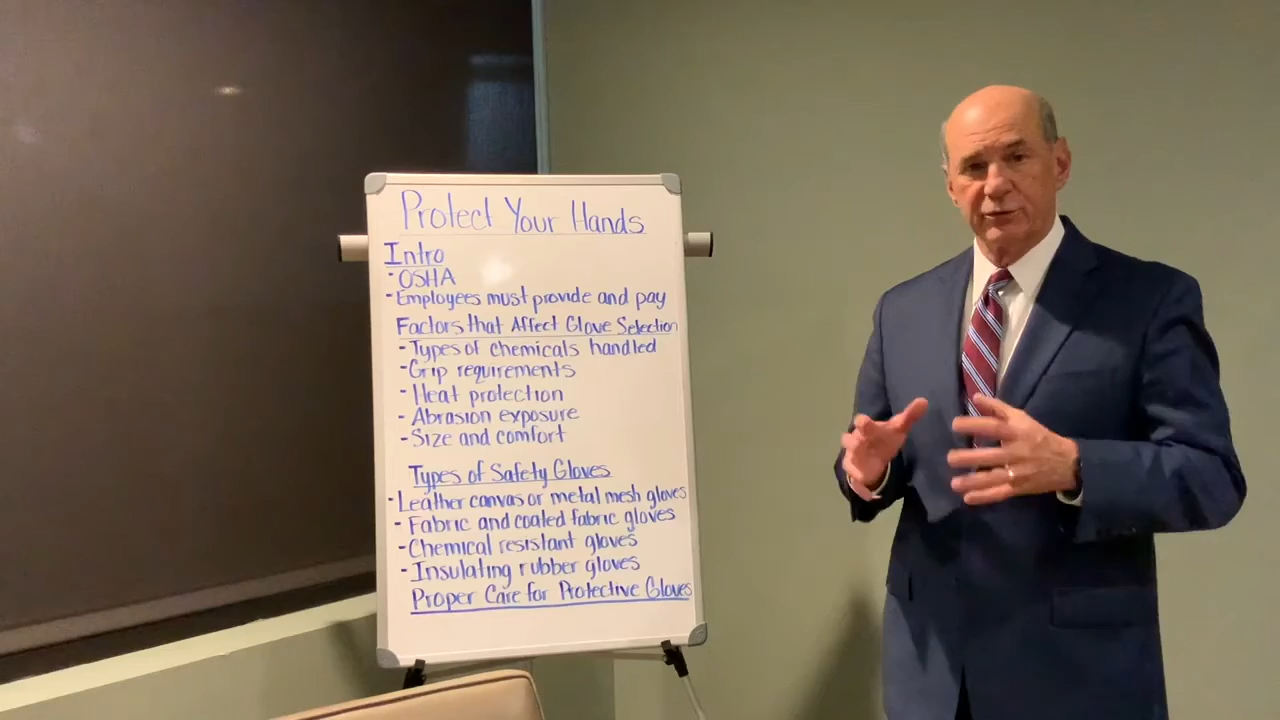 Protect Your Hands
Intro
- OSHA
- Employees must provide and pay
Factors that Affect Glove Selection
- Types of chemicals handled
- Grip requirements
- Heat protection
- Abrasion exposure
- Size and comfort
Types of Safety Gloves
- Leather canvas or metal mesh gloves
- Fabric and coated fabric gloves
- Chemical resistant gloves
- Insulating rubber gloves
Proper Care for Protective Gloves